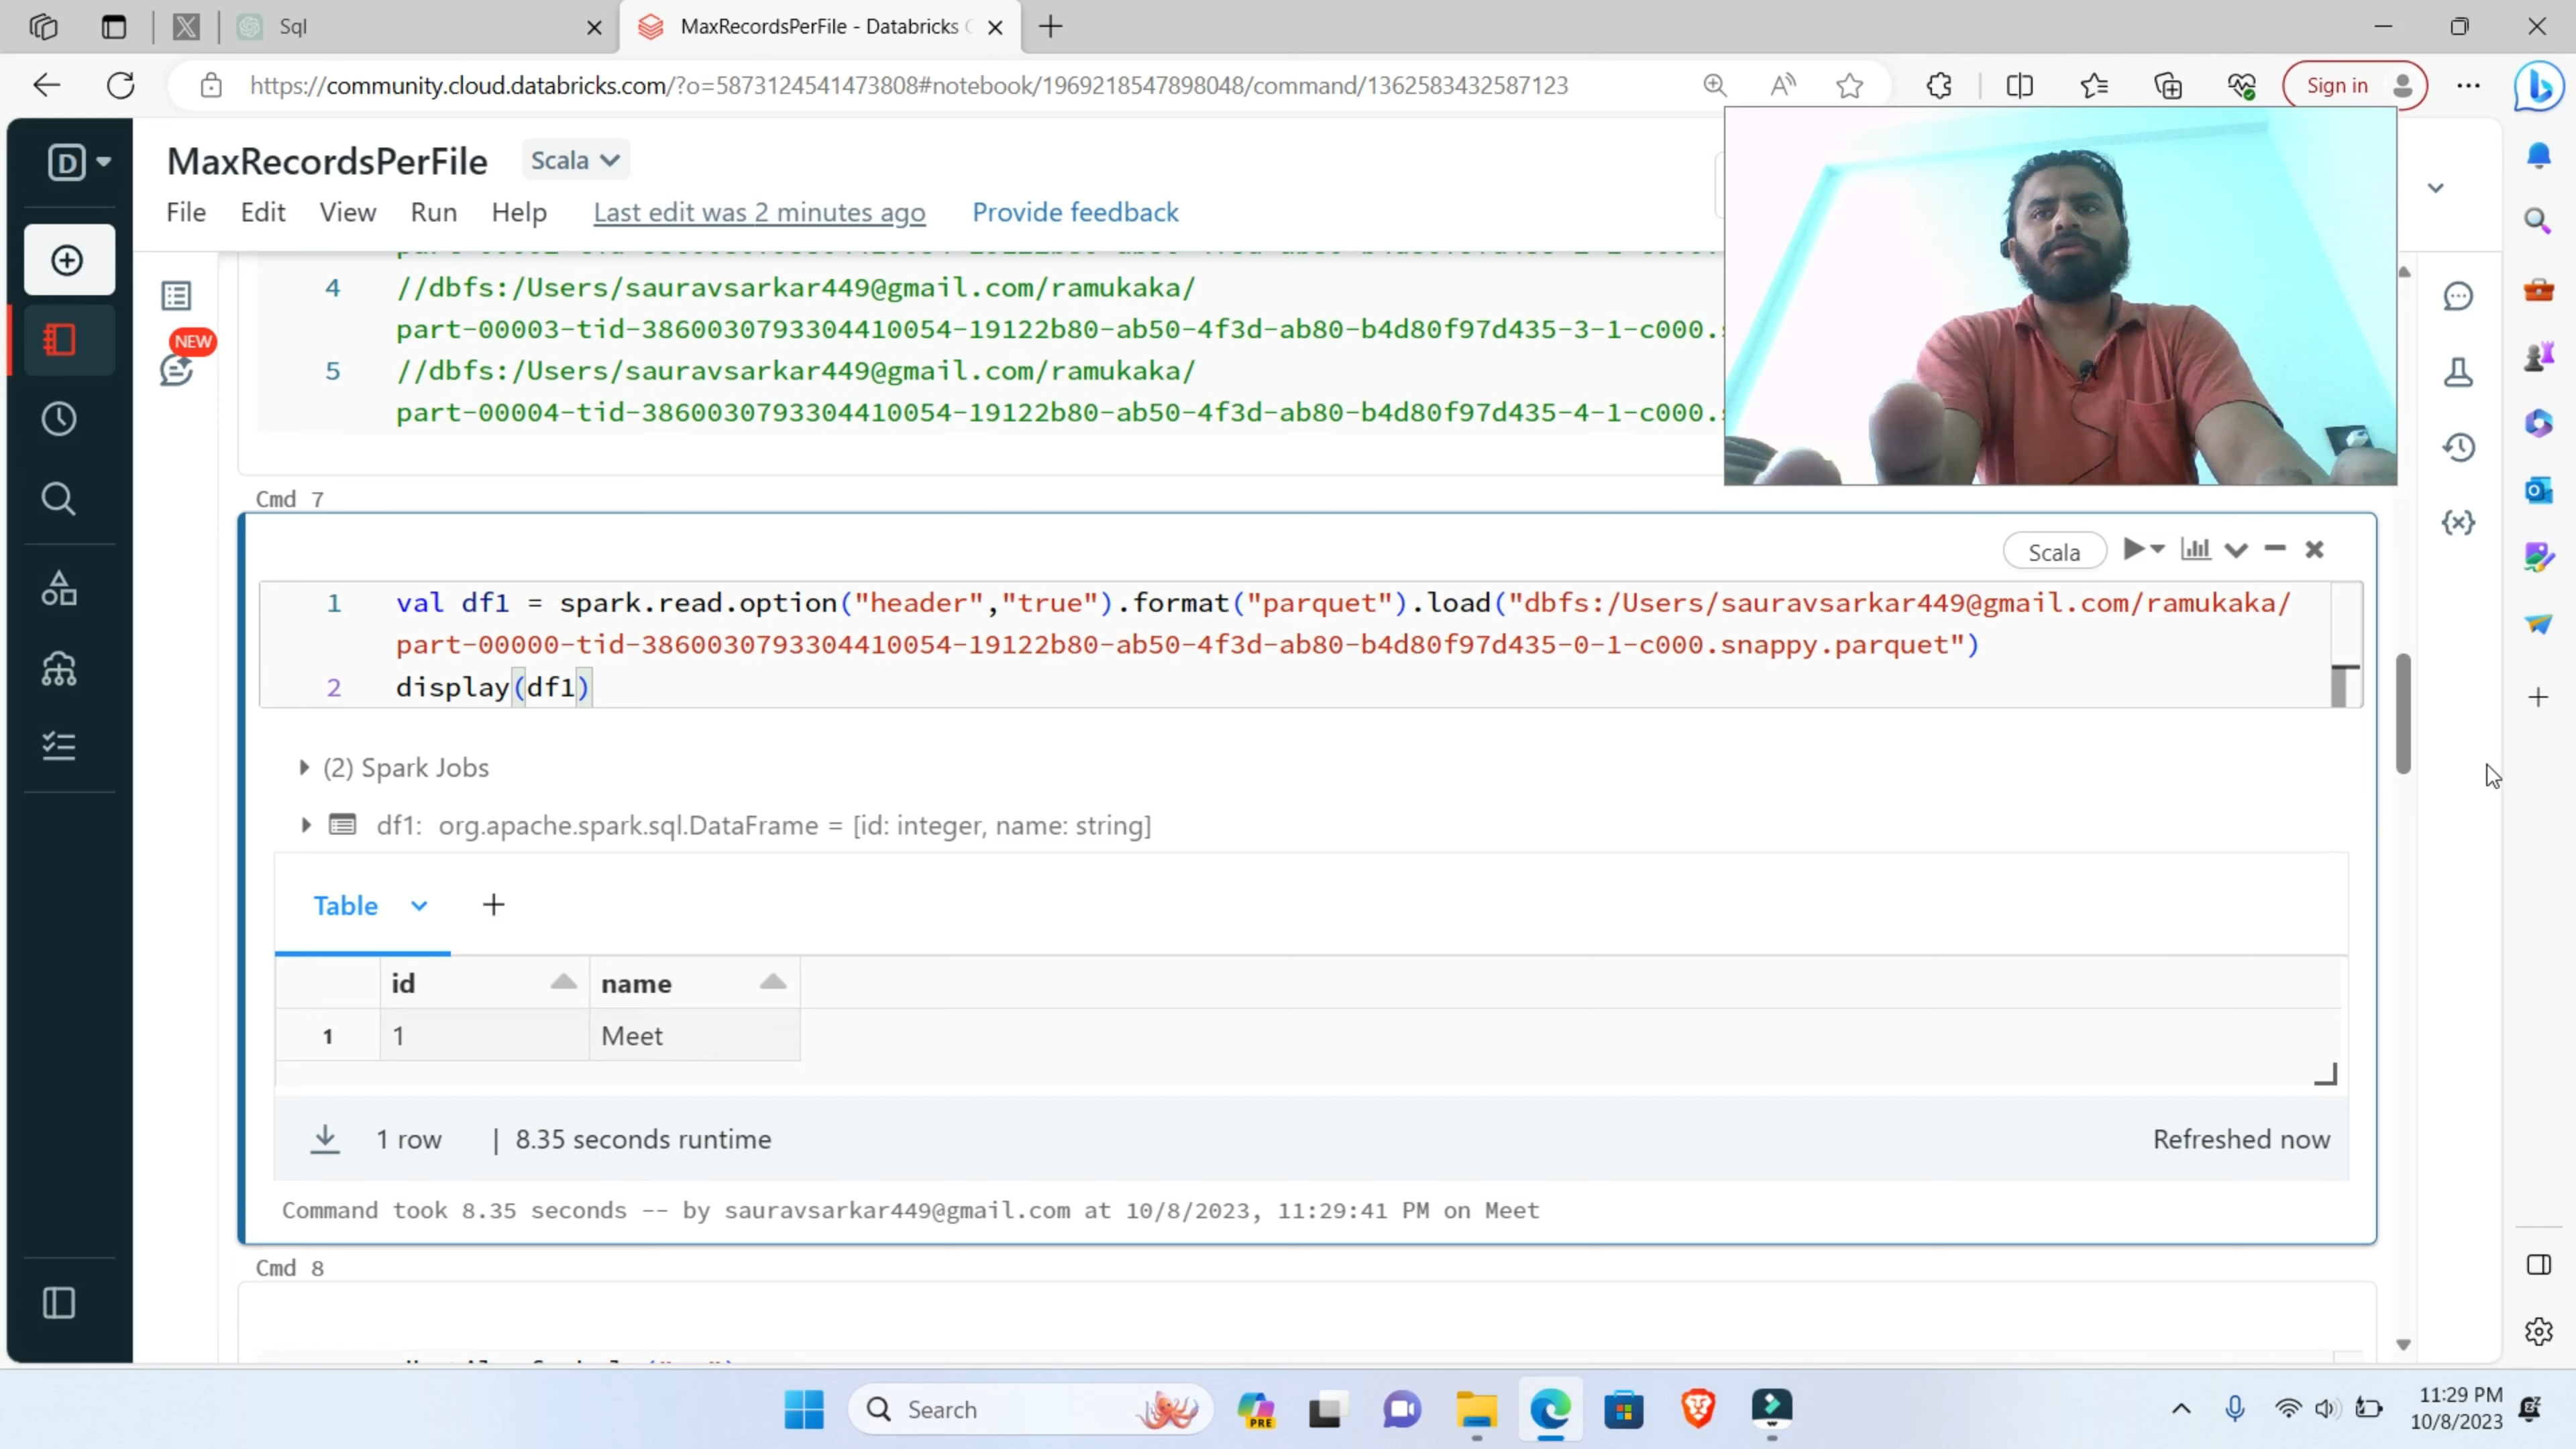 Sql
MaxRecordsPerFile - Databricks
https://community.cloud.databricks.com/?o=5873124541473808#notebook/1969218547898048/command/1362583432587123
Sign in
MaxRecordsPerFile
Scala
File Edit View Run Help Last edit was 2 minutes ago Provide feedback
NEW
4 //dbfs:/Users/sauravsarkar449@gmail.com/ramukaka/
part-00003-tid-3860030793304410054-19122b80-ab50-4f3d-ab80-b4d80f97d435-3-1-c000.
5 //dbfs:/Users/sauravsarkar449@gmail.com/ramukaka/
part-00004-tid-3860030793304410054-19122b80-ab50-4f3d-ab80-b4d80f97d435-4-1-c000.
Cmd 7
Scala
1 val df1 = spark.read.option("header","true").format("parquet").load("dbfs:/Users/sauravsarkar449@gmail.com/ramukaka/
part-00000-tid-3860030793304410054-19122b80-ab50-4f3d-ab80-b4d80f97d435-0-1-c000.snappy.parquet")
2 display(df1)
(2) Spark Jobs
df1: org.apache.spark.sql.DataFrame = [id: integer, name: string]
Table
id name
1 1 Meet
1 row | 8.35 seconds runtime
Refreshed now
Command took 8.35 seconds -- by sauravsarkar449@gmail.com at 10/8/2023, 11:29:41 PM on Meet
Cmd 8
Search
PRE
11:29 PM
10/8/2023